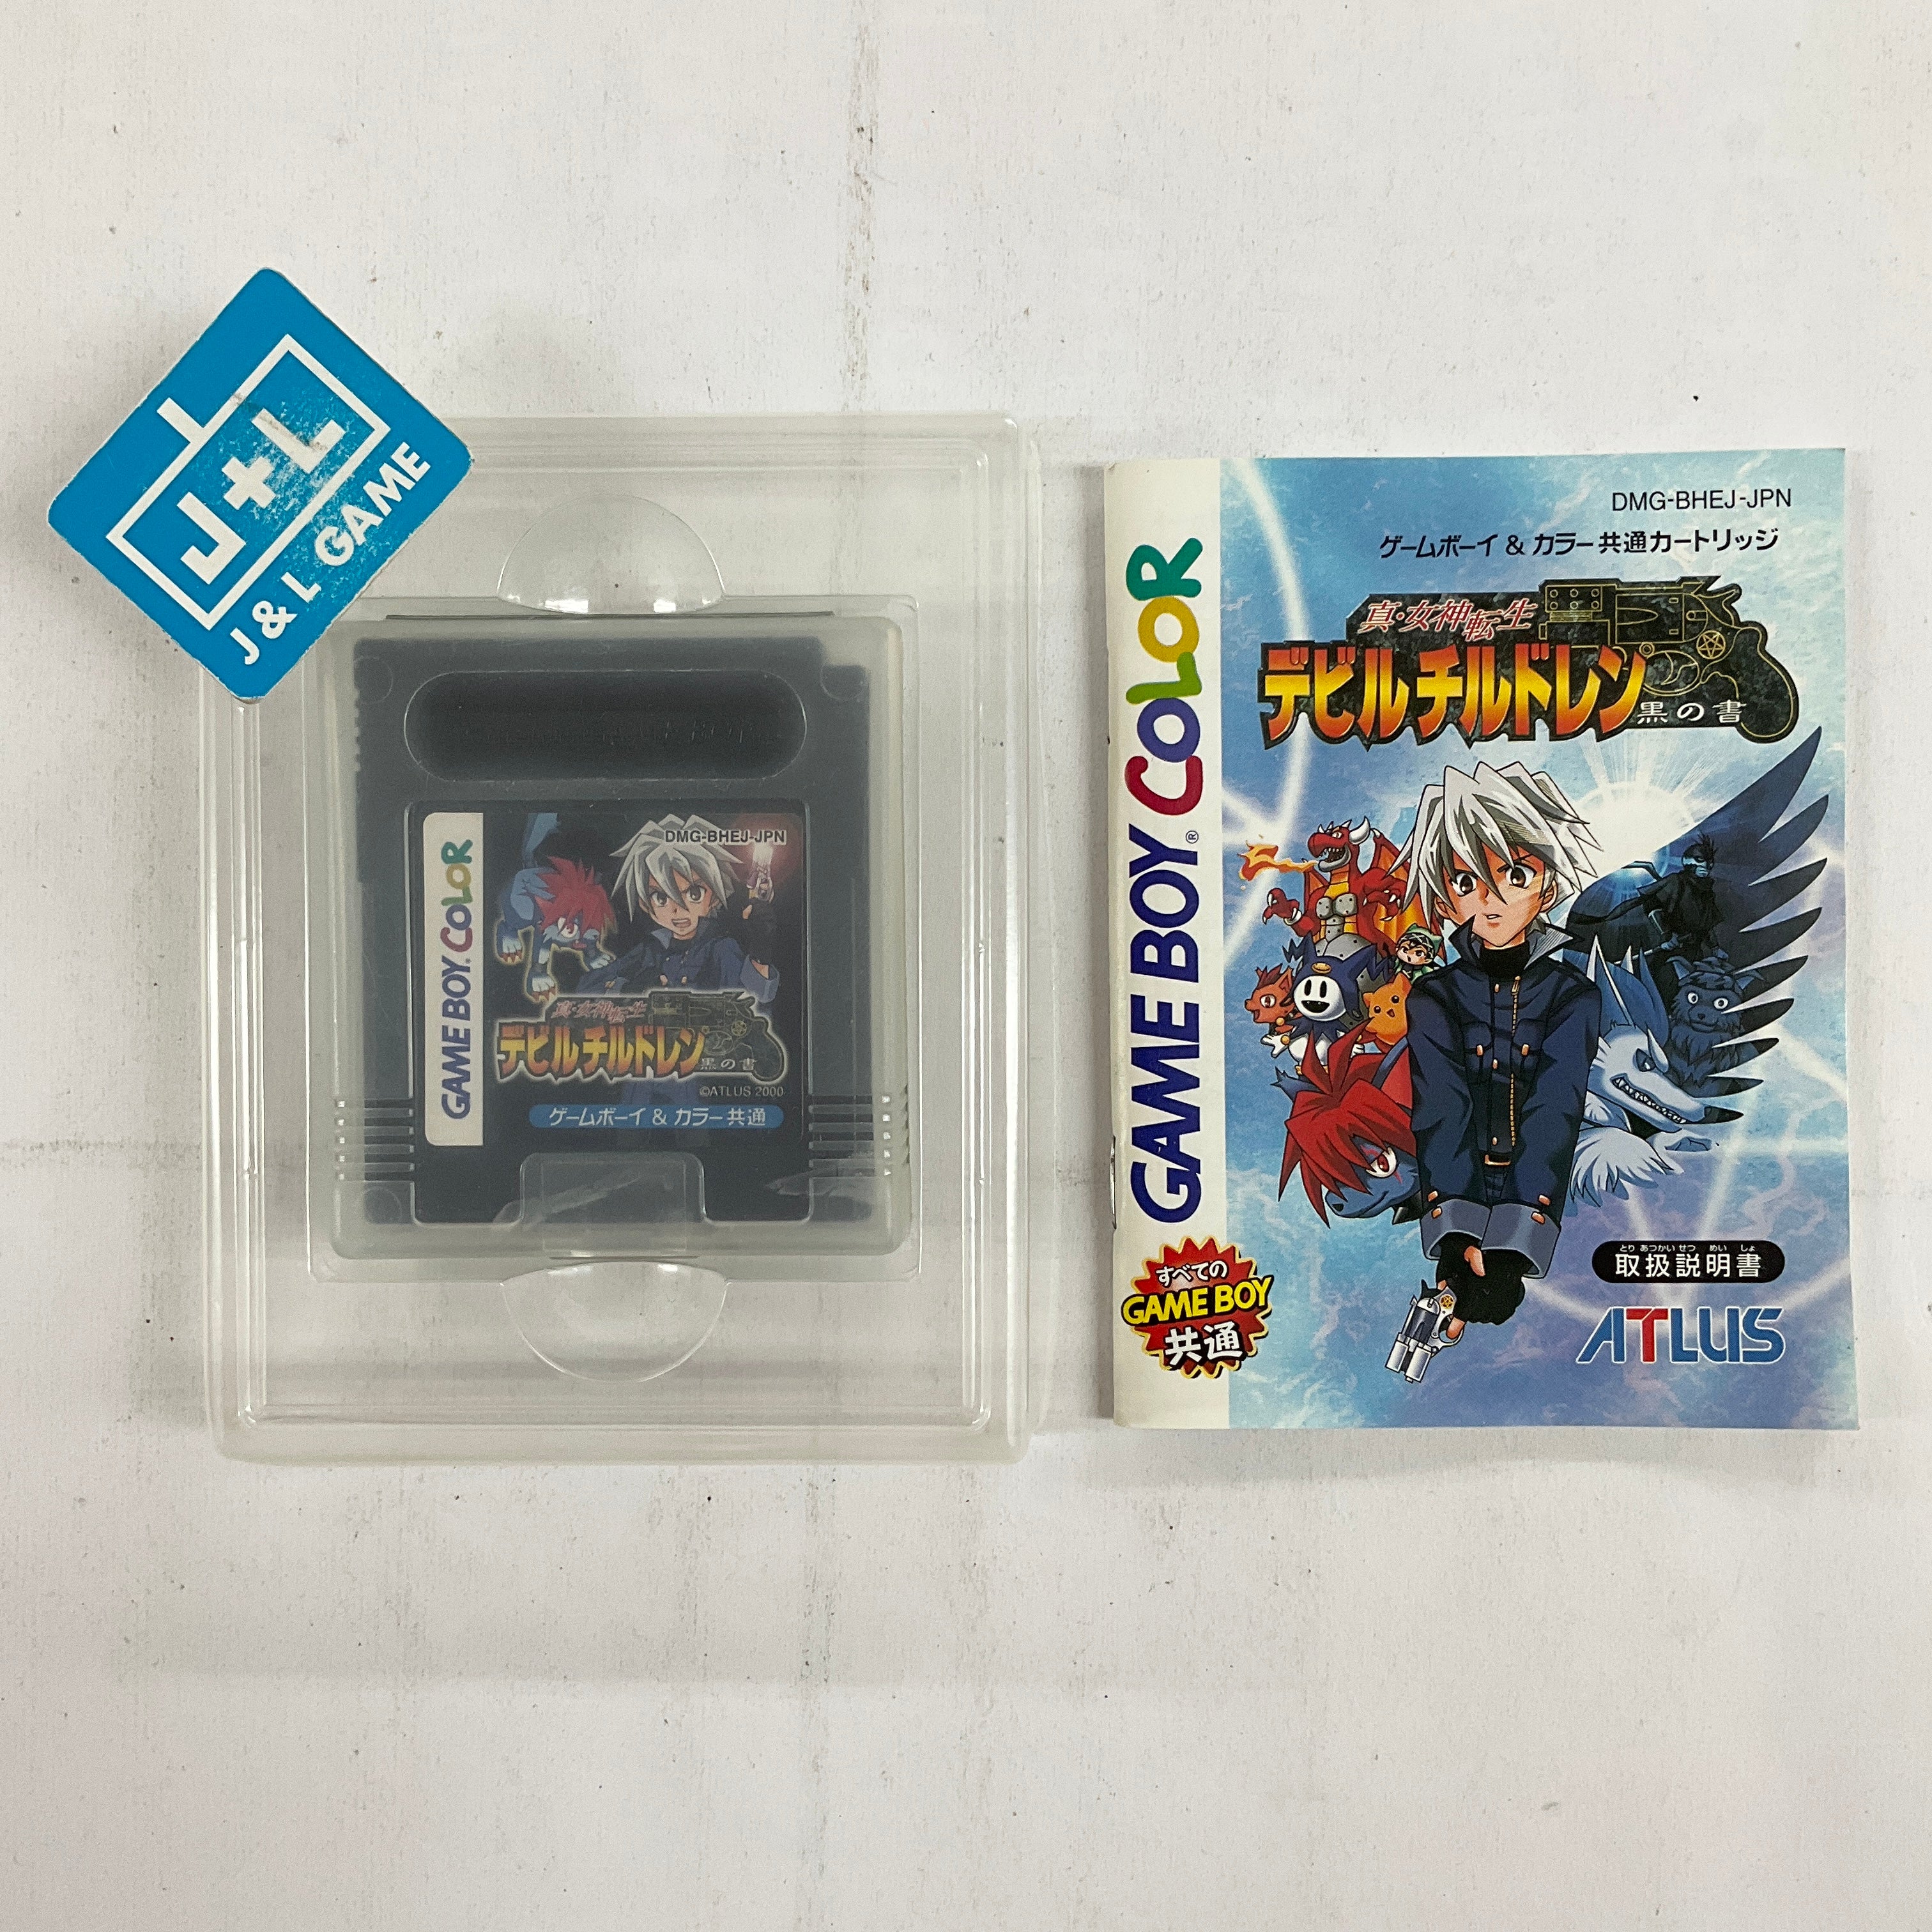 J+L
J & L GAME
GAME BOY COLOR
DMG-BHEJ-JPN
真・女神転生
デビルチルドレン
黒の書
©ATLUS 2000
ゲームボーイ & カラー共通
GAME BOY® COLOR
DMG-BHEJ-JPN
ゲームボーイ & カラー共通カートリッジ
真・女神転生
デビルチルドレン
黒の書
とり あつかい せつ めい しょ
取扱説明書
ATLUS
すべての
GAME BOY
共通